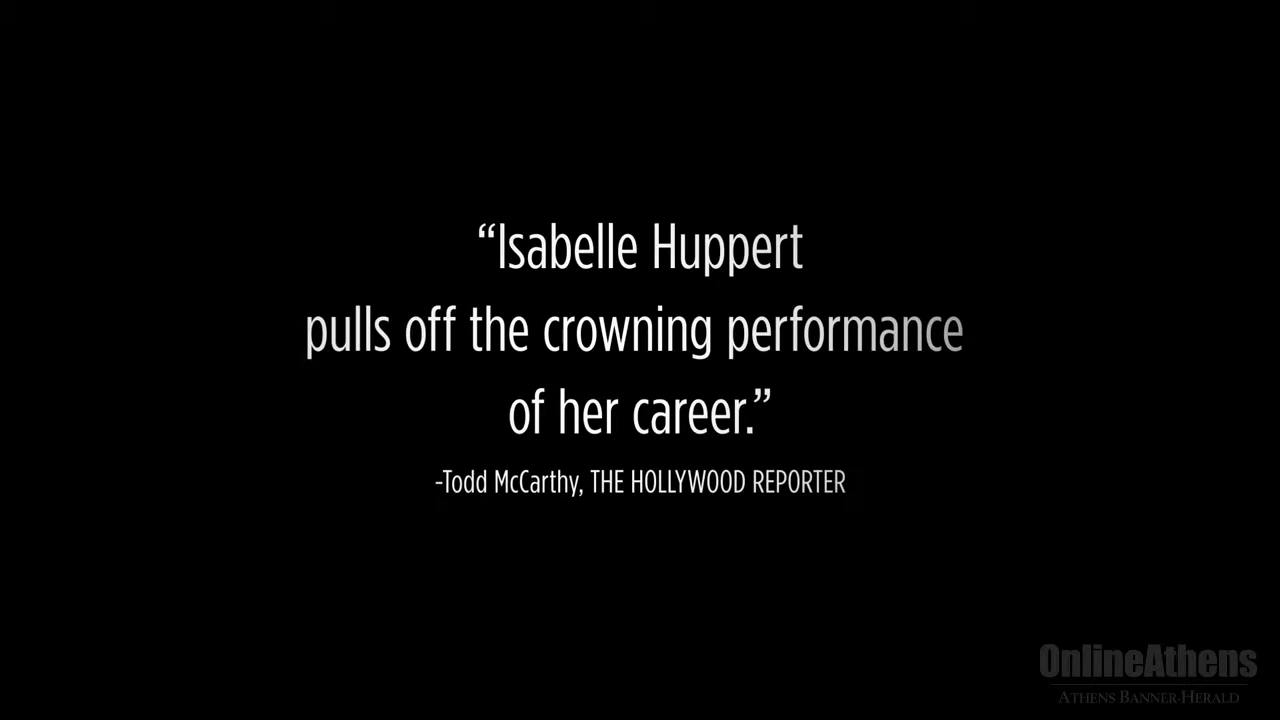 “Isabelle Huppert
pulls off the crowning performance
of her career.”
-Todd McCarthy, THE HOLLYWOOD REPORTER
OnlineAthens
ATHENS BANNER-HERALD